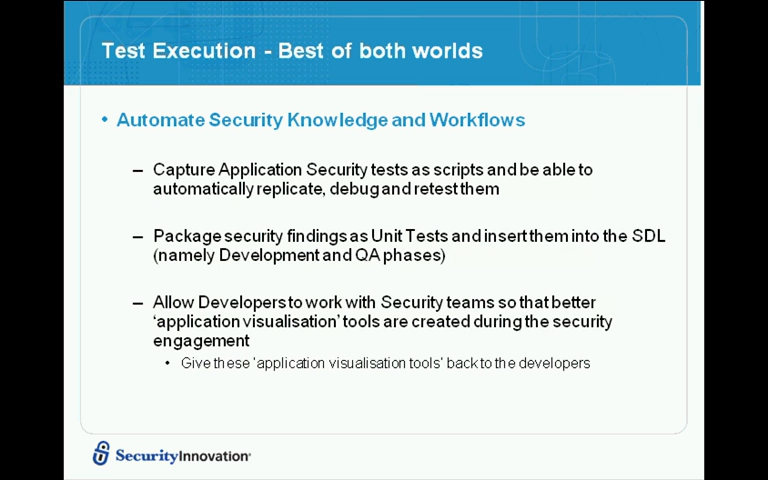 Test Execution - Best of both worlds
• Automate Security Knowledge and Workflows
– Capture Application Security tests as scripts and be able to
automatically replicate, debug and retest them
– Package security findings as Unit Tests and insert them into the SDL
(namely Development and QA phases)
– Allow Developers to work with Security teams so that better
‘application visualisation’ tools are created during the security
engagement
• Give these ‘application visualisation tools’ back to the developers
SecurityInnovation